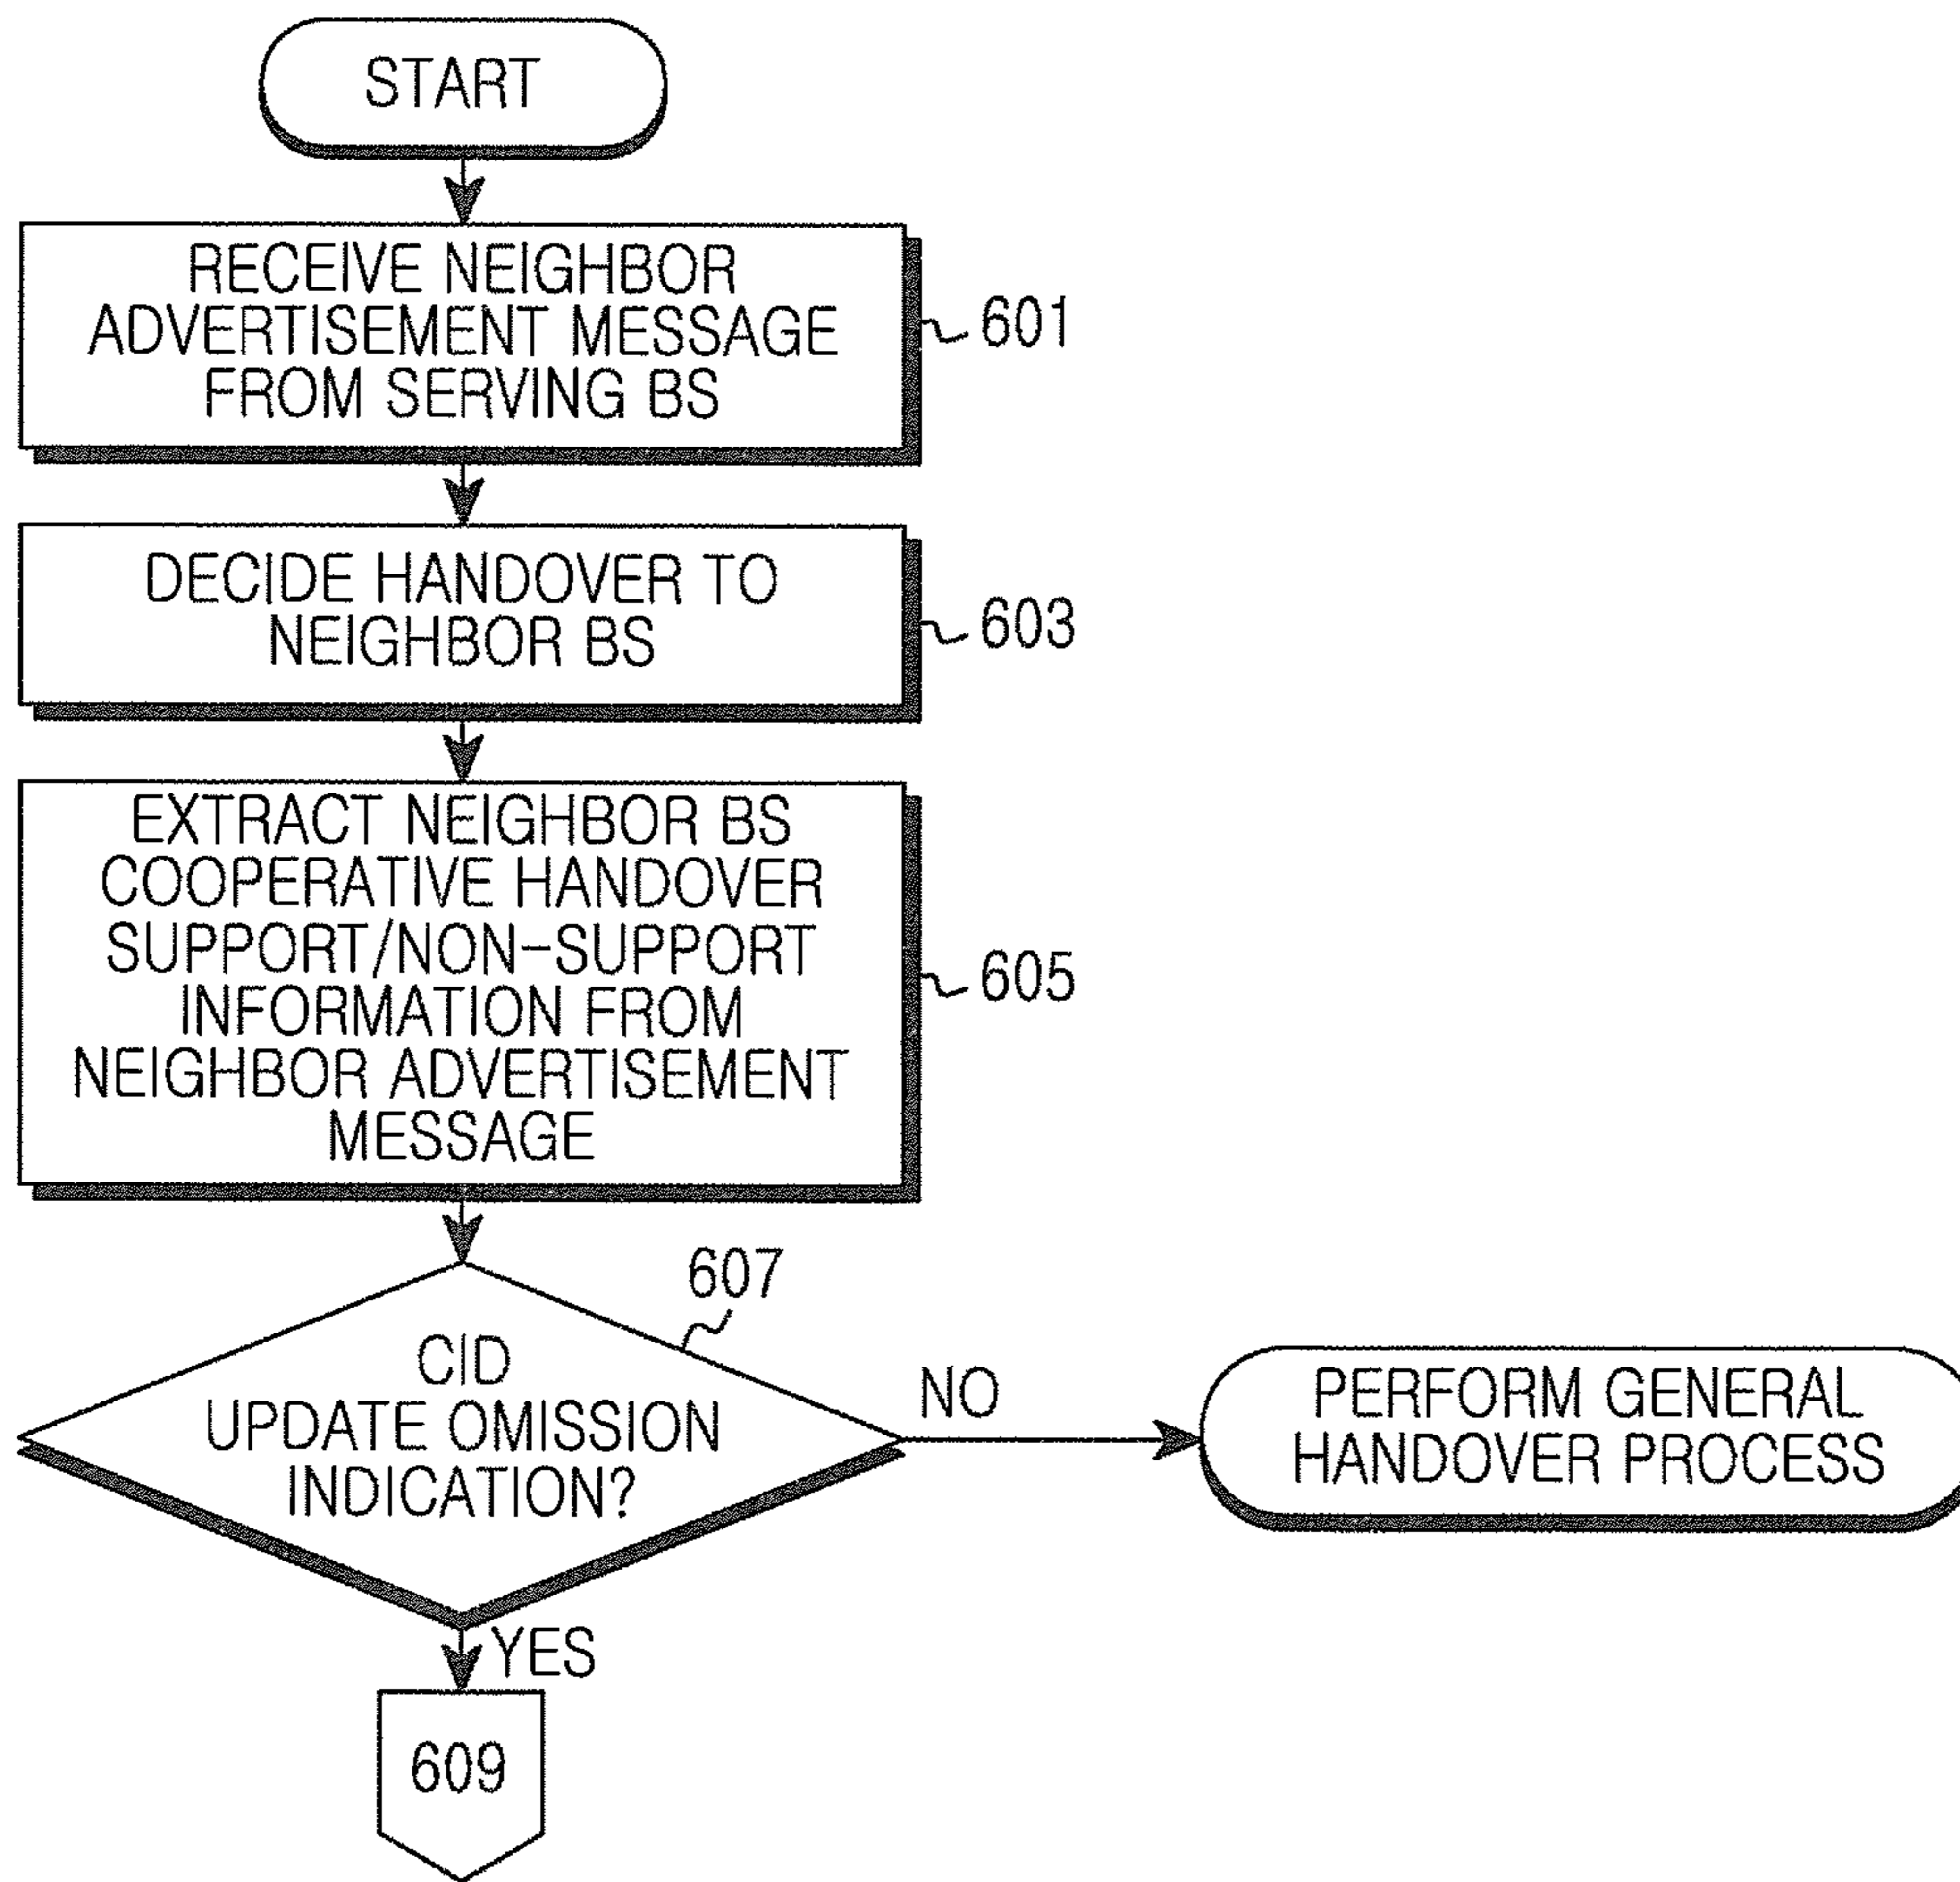 START
RECEIVE NEIGHBOR
ADVERTISEMENT MESSAGE
FROM SERVING BS
601
DECIDE HANDOVER TO
NEIGHBOR BS
603
EXTRACT NEIGHBOR BS
COOPERATIVE HANDOVER
SUPPORT/NON-SUPPORT
INFORMATION FROM
NEIGHBOR ADVERTISEMENT
MESSAGE
605
607
CID
UPDATE OMISSION
INDICATION?
NO
PERFORM GENERAL
HANDOVER PROCESS
YES
609